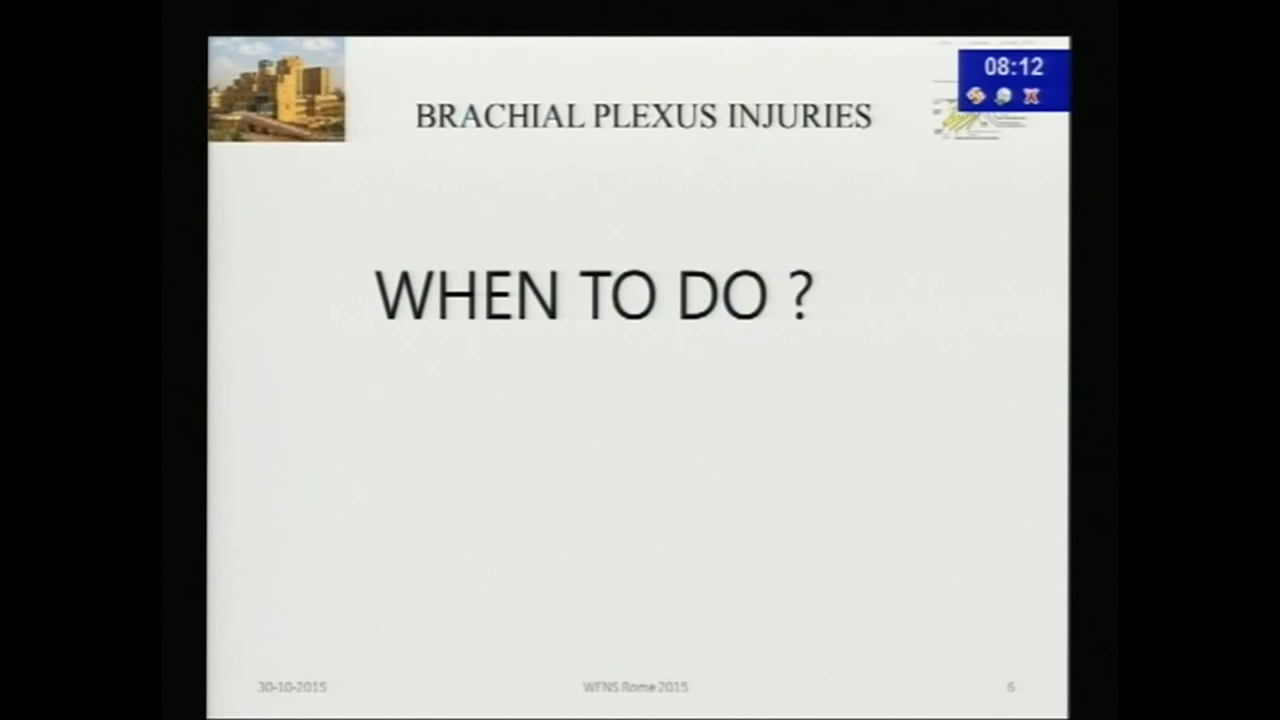 08:12
BRACHIAL PLEXUS INJURIES
WHEN TO DO ?
30-10-2015
WFNS Rome 2015
6